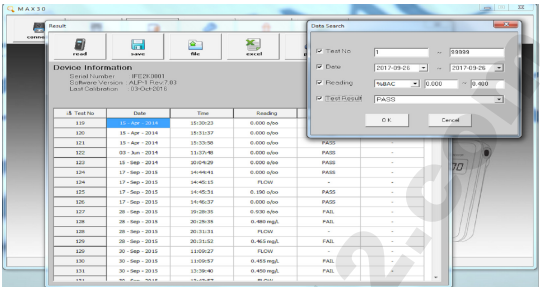 MAX30
Result
read
save
file
excel
Device Information
Software Version : ALP-1 Rev.7.03
Last Calibration : 03-Oct-2016
Test No Date Time Reading
119 15 - Apr - 2014 15:30:23 0.000 o/oo
120 15 - Apr - 2014 15:31:37 0.000 o/oo
121 15 - Apr - 2014 15:33:58 0.000 o/oo PASS
122 03 - Jun - 2014 11:37:48 0.000 o/oo PASS
123 15 - Sep - 2015 10:04:29 0.000 o/oo PASS -
124 17 - Sep - 2015 14:44:41 0.000 o/oo PASS -
124 17 - Sep - 2015 14:45:15 FLOW - -
125 17 - Sep - 2015 14:45:31 0.190 o/oo PASS -
126 17 - Sep - 2015 14:46:37 0.000 o/oo PASS -
127 28 - Sep - 2015 19:28:35 0.930 o/oo FAIL -
128 28 - Sep - 2015 20:29:35 0.480 mg/L FAIL -
128 28 - Sep - 2015 20:31:31 FLOW - -
129 28 - Sep - 2015 20:31:52 0.465 mg/L FAIL -
129 30 - Sep - 2015 11:09:27 FLOW - -
130 30 - Sep - 2015 11:09:57 0.455 mg/L FAIL -
131 30 - Sep - 2015 13:38:40 0.450 mg/L FAIL -
Data Search
Test No. 1 ~ 99999
Date 2017-09-26 ~ 2017-09-26
Reading %BAC 0.000 ~ 0.400
Test Result PASS
OK Cancel